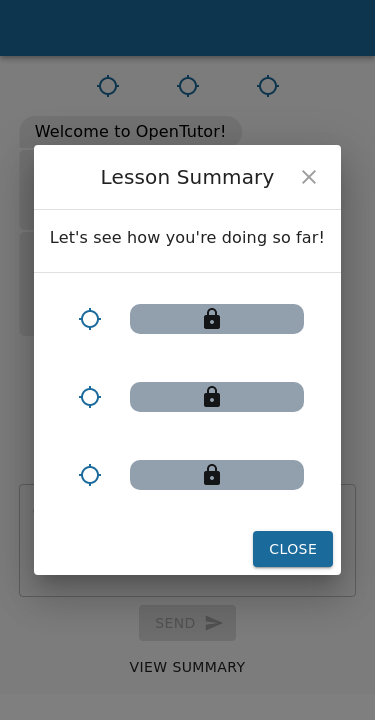 Welcome to OpenTutor!
Lesson Summary
Let's see how you're doing so far!
CLOSE
SEND
VIEW SUMMARY